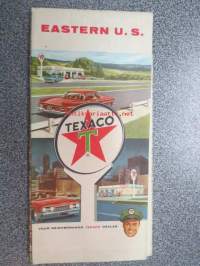 EASTERN U. S.
TEXACO
T
YOUR NEIGHBORHOOD TEXACO DEALER